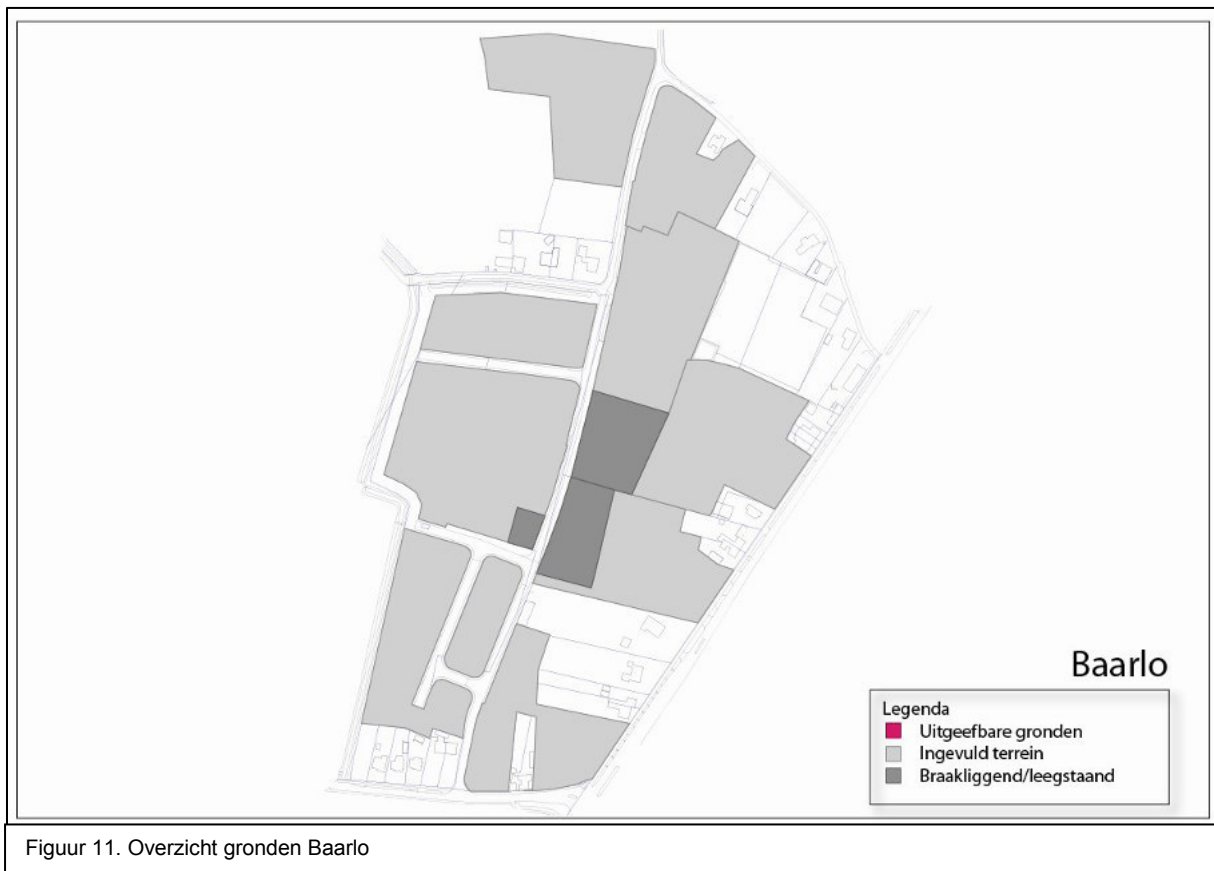 Baarlo
Legenda
Uitgeefbare gronden
Ingevuld terrein
Braakliggend/leegstaand
Figuur 11. Overzicht gronden Baarlo